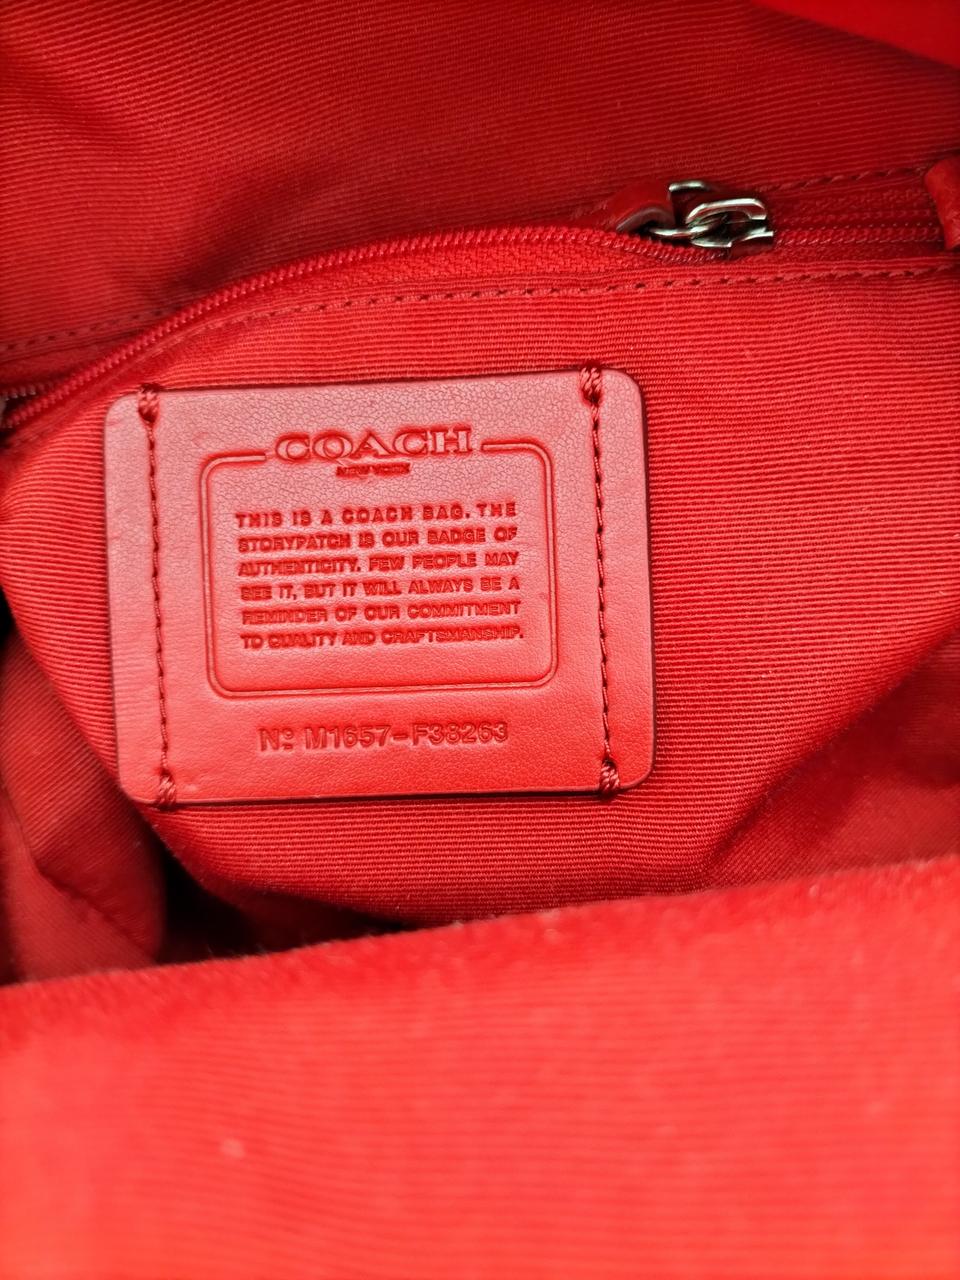 COACH
NEW YORK
THIS IS A COACH BAG. THE
STORYPATCH IS OUR BADGE OF
AUTHENTICITY. FEW PEOPLE MAY
SEE IT, BUT IT WILL ALWAYS BE A
REMINDER OF OUR COMMITMENT
TO QUALITY AND CRAFTSMANSHIP.
Nº M1657-F38263